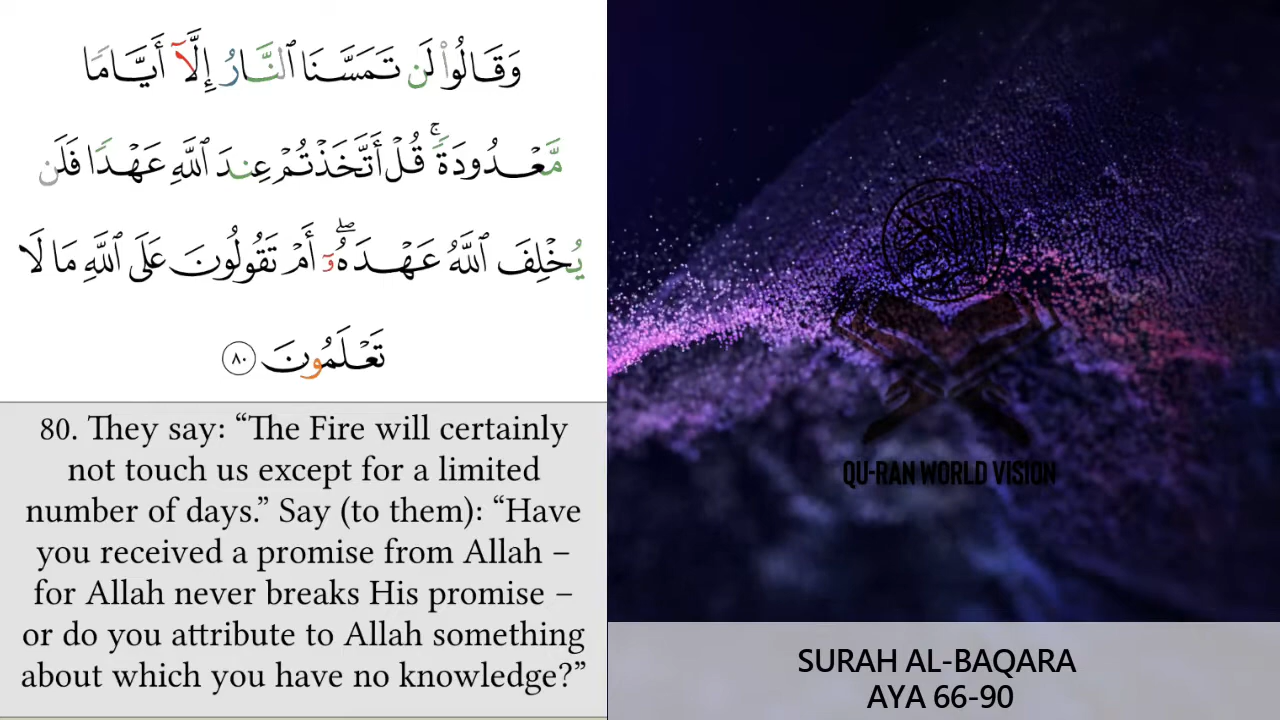 وَقَالُوا۟ لَن تَمَسَّنَا ٱلنَّارُ إِلَّآ أَيَّامًا
مَّعْدُودَةً ۚ قُلْ أَتَّخَذْتُمْ عِندَ ٱللَّهِ عَهْدًا فَلَن
يُخْلِفَ ٱللَّهُ عَهْدَهُۥٓ ۖ أَمْ تَقُولُونَ عَلَى ٱللَّهِ مَا لَا
تَعْلَمُونَ ٨٠
80. They say: “The Fire will certainly
not touch us except for a limited
number of days.” Say (to them): “Have
you received a promise from Allah –
for Allah never breaks His promise –
or do you attribute to Allah something
about which you have no knowledge?”
QU-RAN WORLD VISION
SURAH AL-BAQARA
AYA 66-90